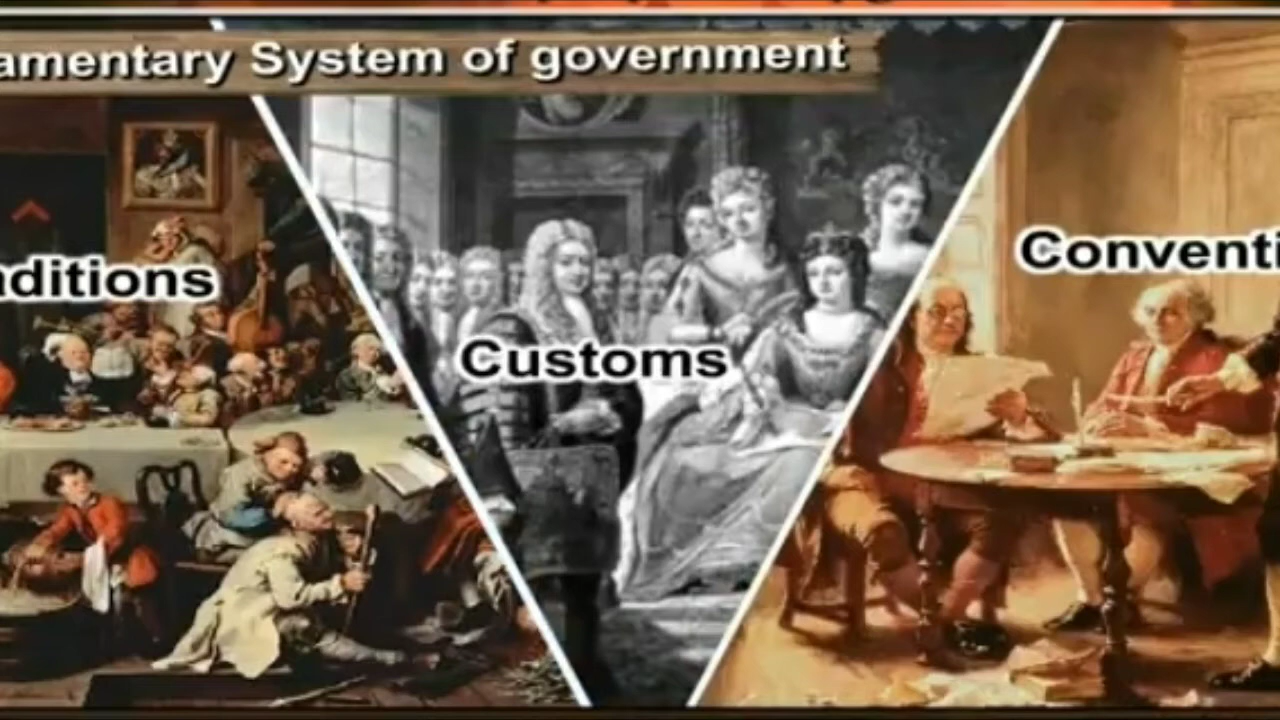 amentary System of government
aditions
Customs
Conventi